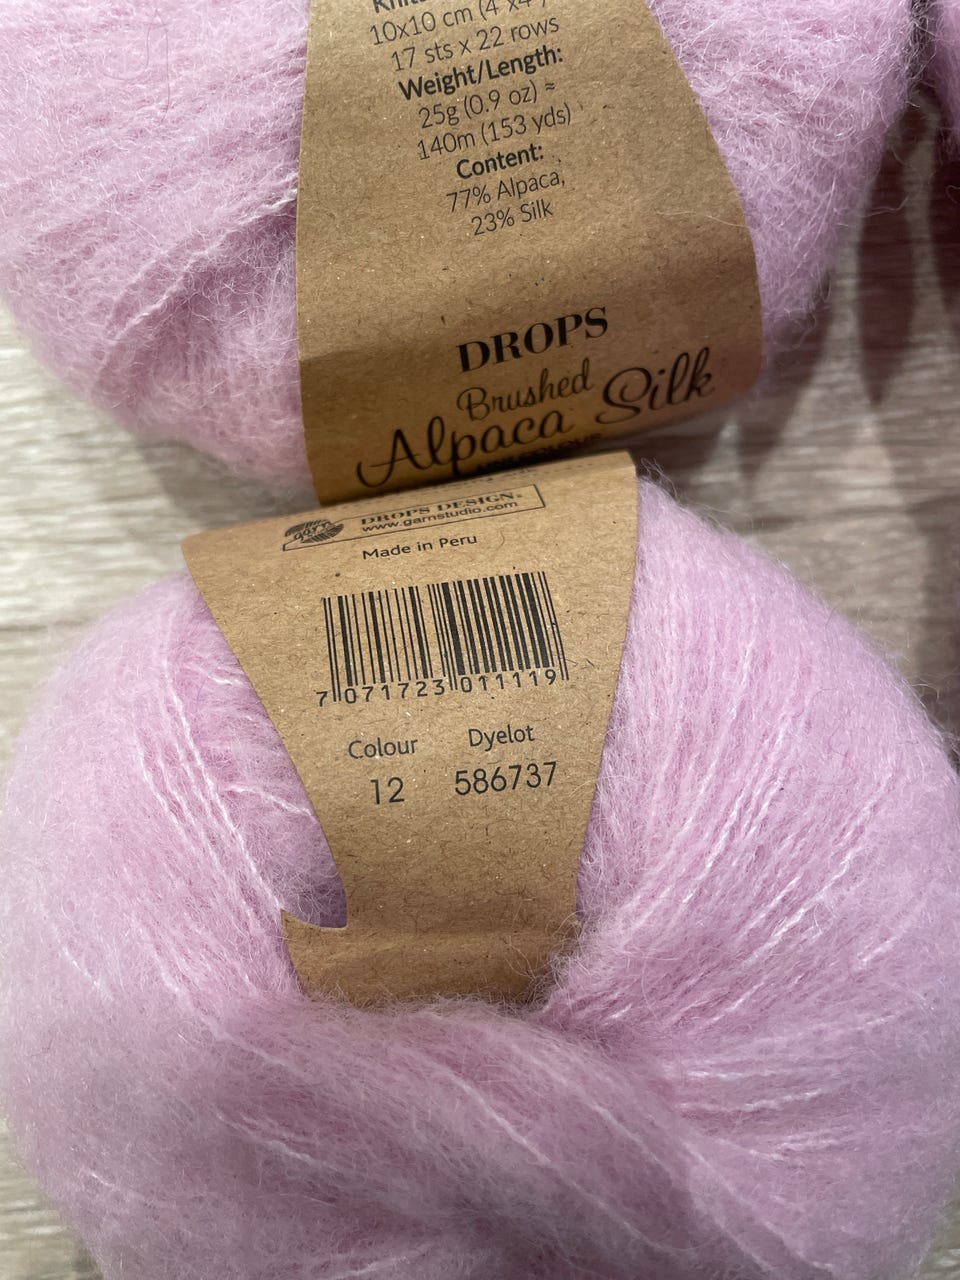 10x10 cm (4"x4")
17 sts x 22 rows
Weight/Length:
25g (0.9 oz) ≈
140m (153 yds)
Content:
77% Alpaca,
23% Silk
DROPS
Brushed
Alpaca Silk
garn
DROPS DESIGN®
www.garnstudio.com
Made in Peru
7 071723 011119
Colour Dyelot
12 586737